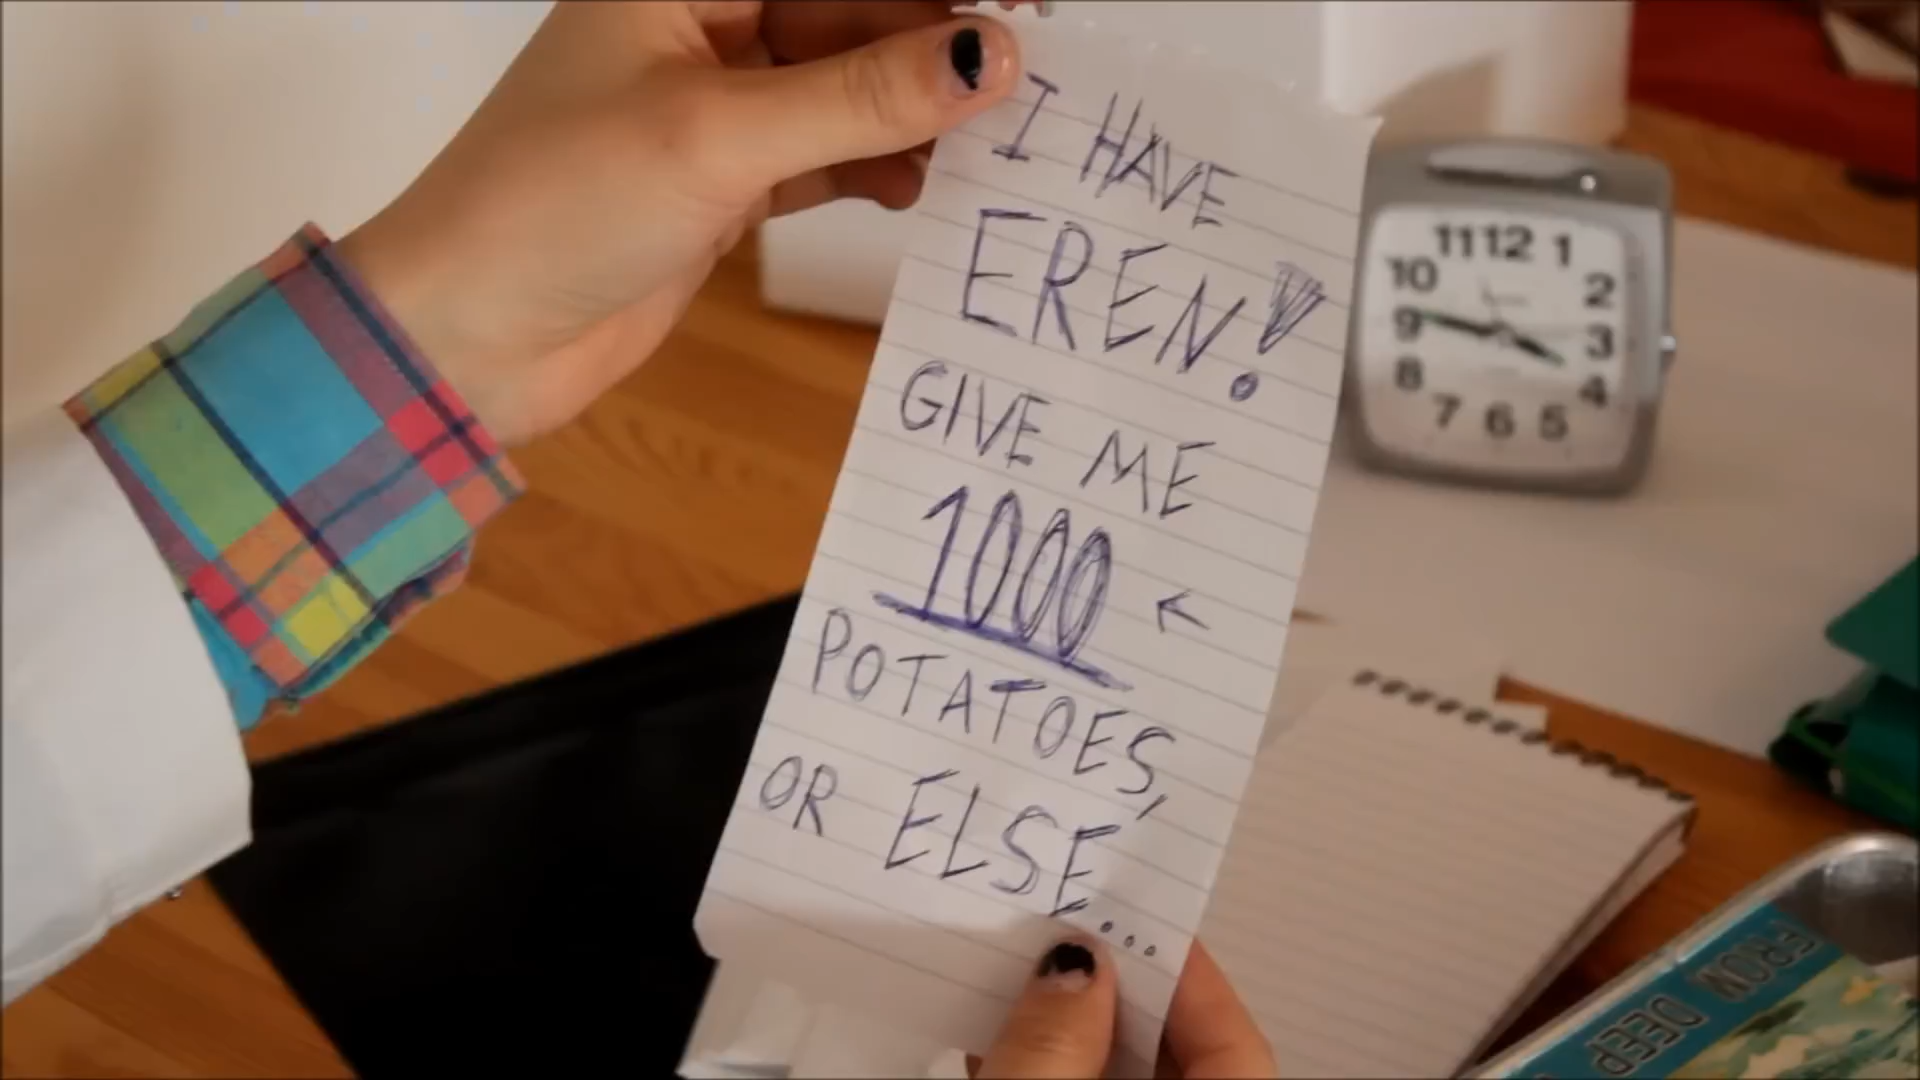 I HAVE
EREN!
GIVE ME
1000 <
POTATOES,
OR ELSE...
11 12 1
10 2
9 3
8 4
7 6 5
FROM DEEP